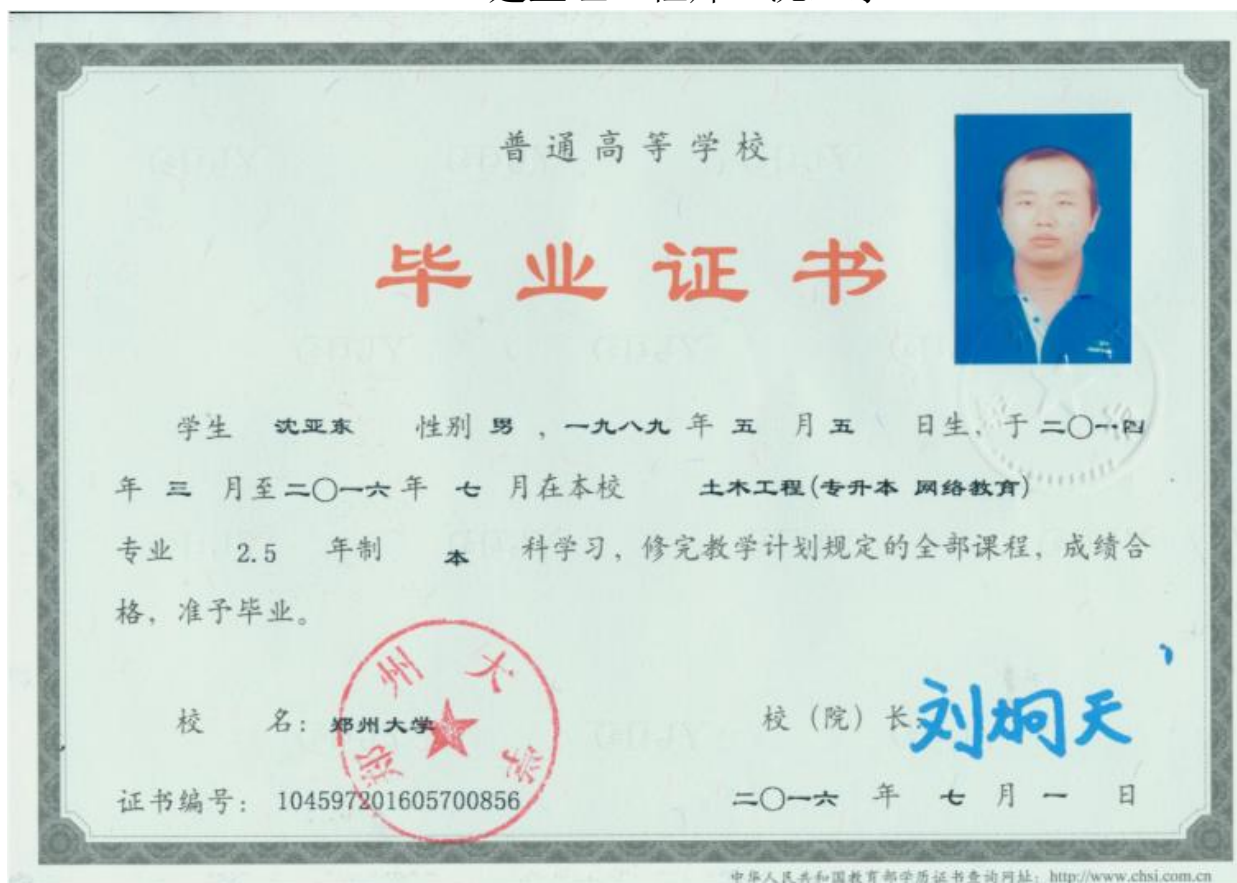 普通高等学校
毕业证书
学生 沈亚东 性别 男 ，一九八九 年 五 月 五 日生，于 二〇一四
年 三 月至 二〇一六 年 七 月在本校 土木工程(专升本 网络教育)
专业 2.5 年制 本 科学习，修完教学计划规定的全部课程，成绩合
格，准予毕业。
郑州大学
校 名：郑州大学
校（院）长：刘炯天
证书编号： 104597201605700856
二〇一六 年 七 月 一 日
中华人民共和国教育部学历证书查询网址：http://www.chsi.com.cn